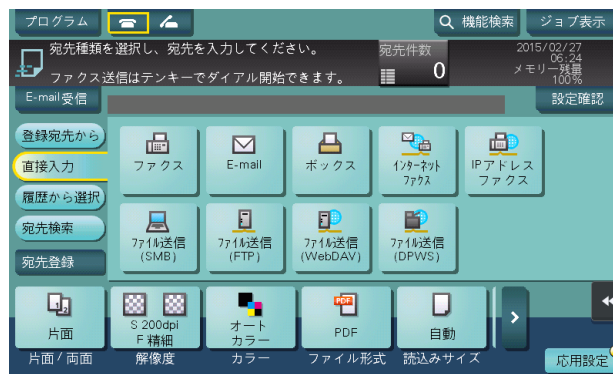 プログラム
機能検索
ジョブ表示
宛先種類を選択し、宛先を入力してください。
ファクス送信はテンキーでダイアル開始できます。
宛先件数
0
2015/02/27
06:24
メモリー残量
100%
E-mail受信
設定確認
登録宛先から
直接入力
履歴から選択
宛先検索
宛先登録
ファクス
E-mail
ボックス
インターネット
ファクス
IPアドレス
ファクス
ファイル送信
(SMB)
ファイル送信
(FTP)
ファイル送信
(WebDAV)
ファイル送信
(DPWS)
1 2
片面
S 200dpi
F 精細
オート
カラー
PDF
PDF
自動
片面/両面
解像度
カラー
ファイル形式
読込みサイズ
応用設定